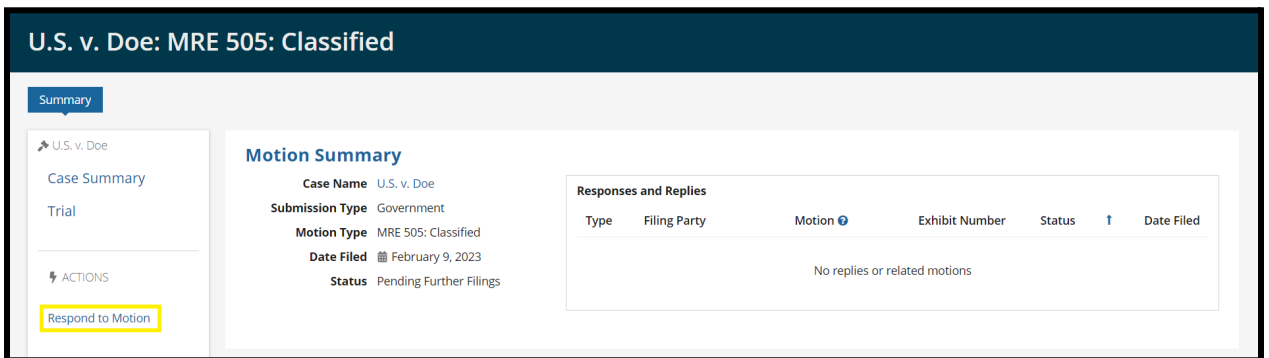 U.S. v. Doe: MRE 505: Classified
Summary
U.S. v. Doe
Case Summary
Trial
ACTIONS
Respond to Motion
Motion Summary
Case Name U.S. v. Doe
Submission Type Government
Motion Type MRE 505: Classified
Date Filed February 9, 2023
Status Pending Further Filings
Responses and Replies
Type Filing Party Motion Exhibit Number Status Date Filed
No replies or related motions